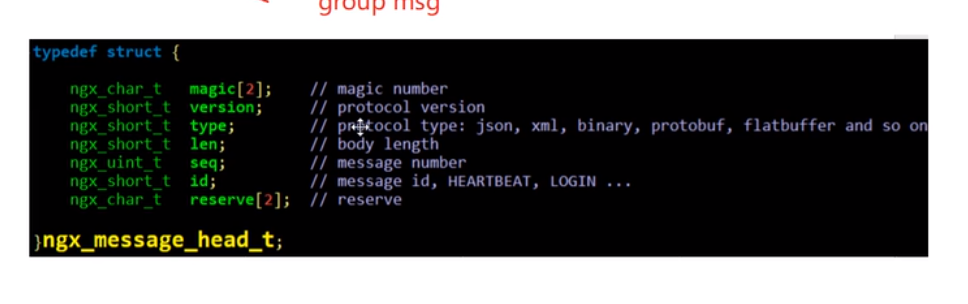 group msg
typedef struct {
ngx_char_t magic[2]; // magic number
ngx_short_t version; // protocol version
ngx_short_t type; // protocol type: json, xml, binary, protobuf, flatbuffer and so on
ngx_short_t len; // body length
ngx_uint_t seq; // message number
ngx_short_t id; // message id, HEARTBEAT, LOGIN ...
ngx_char_t reserve[2]; // reserve
}ngx_message_head_t;